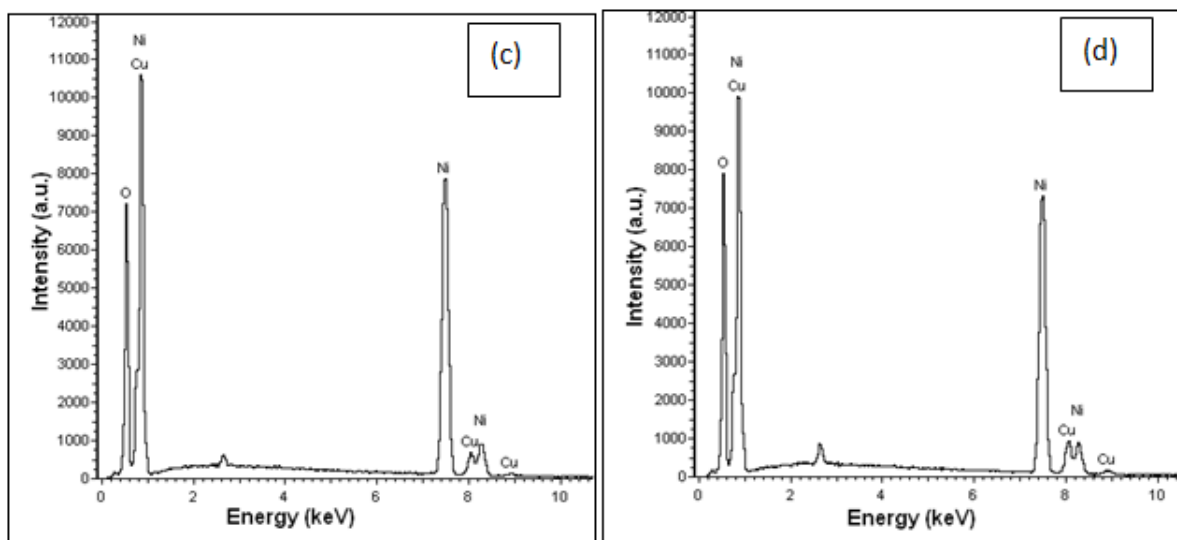 (c)
12000
11000
10000
9000
8000
7000
6000
5000
4000
3000
2000
1000
0
Intensity (a.u.)
Ni
Cu
O
Ni
Ni
Cu
Cu
0 2 4 6 8 10
Energy (keV)
(d)
12000
11000
10000
9000
8000
7000
6000
5000
4000
3000
2000
1000
0
Intensity (a.u.)
Ni
Cu
O
Ni
Ni
Cu
Cu
0 2 4 6 8 10
Energy (keV)